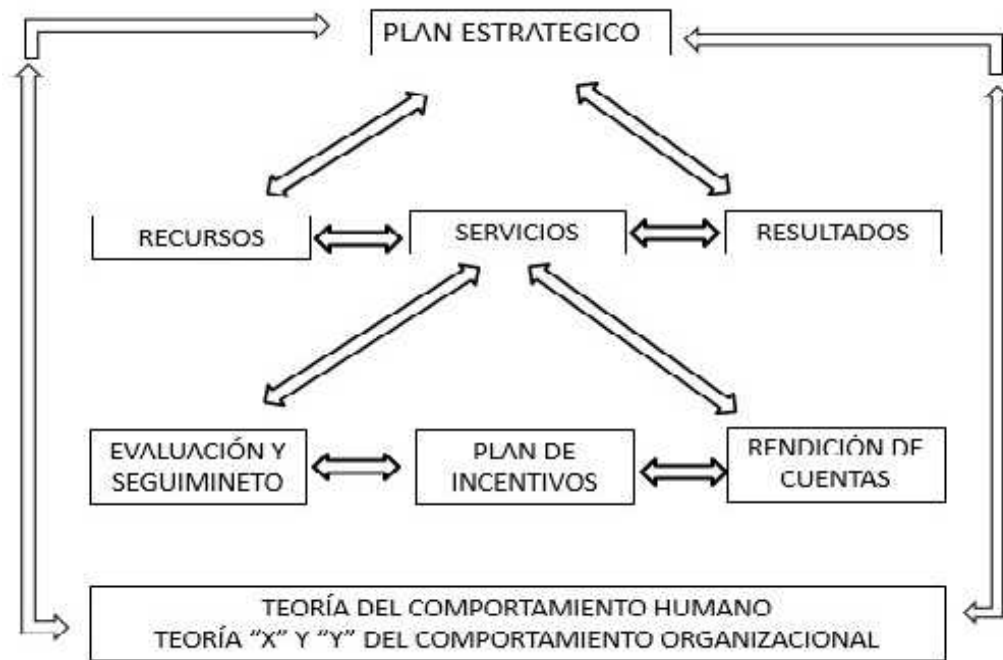 PLAN ESTRATEGICO
RECURSOS
SERVICIOS
RESULTADOS
EVALUACIÓN Y
SEGUIMINETO
PLAN DE
INCENTIVOS
RENDICIÓN DE
CUENTAS
TEORÍA DEL COMPORTAMIENTO HUMANO
TEORÍA “X” Y “Y” DEL COMPORTAMIENTO ORGANIZACIONAL